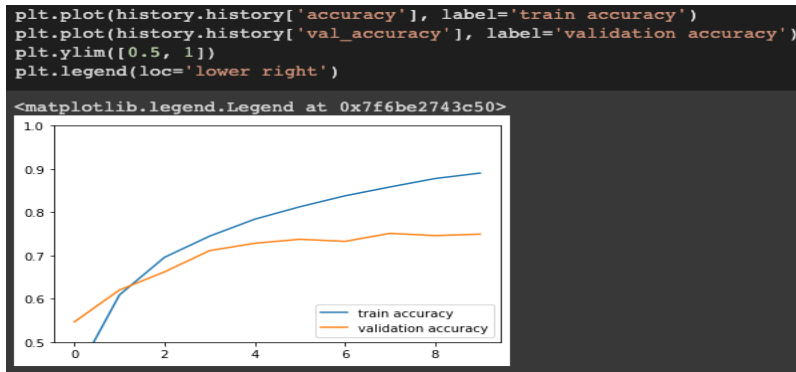 plt.plot(history.history['accuracy'], label='train accuracy')
plt.plot(history.history['val_accuracy'], label='validation accuracy')
plt.ylim([0.5, 1])
plt.legend(loc='lower right')
<matplotlib.legend.Legend at 0x7f6be2743c50>
1.0
0.9
0.8
0.7
0.6
0.5
train accuracy
validation accuracy
0 2 4 6 8